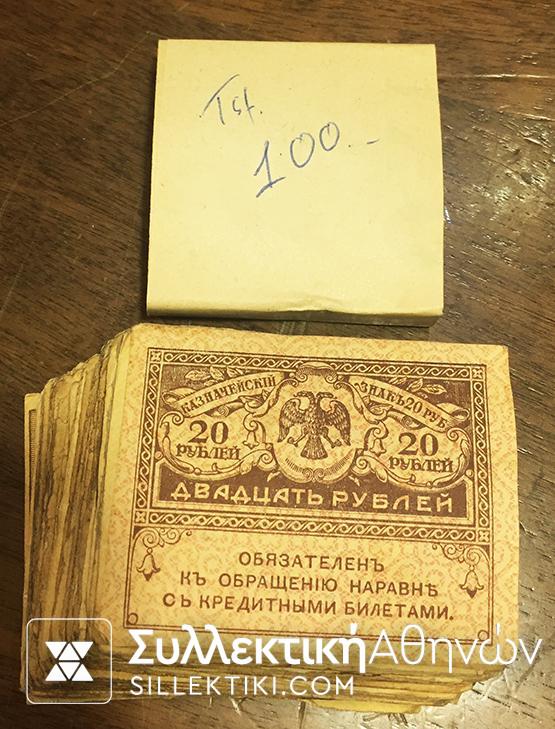 Tst.
100.-
КАЗНАЧЕЙСКІЙ ЗНАКЪ 20 РУБ.
20 РУБЛЕЙ 20 РУБЛЕЙ
ДВАДЦАТЬ РУБЛЕЙ
ОБЯЗАТЕЛЕНЪ
КЪ ОБРАЩЕНІЮ НАРАВНѢ
СЪ КРЕДИТНЫМИ БИЛЕТАМИ.
ΣυλλεκτικήΑθηνών
SILLEKTIKI.COM